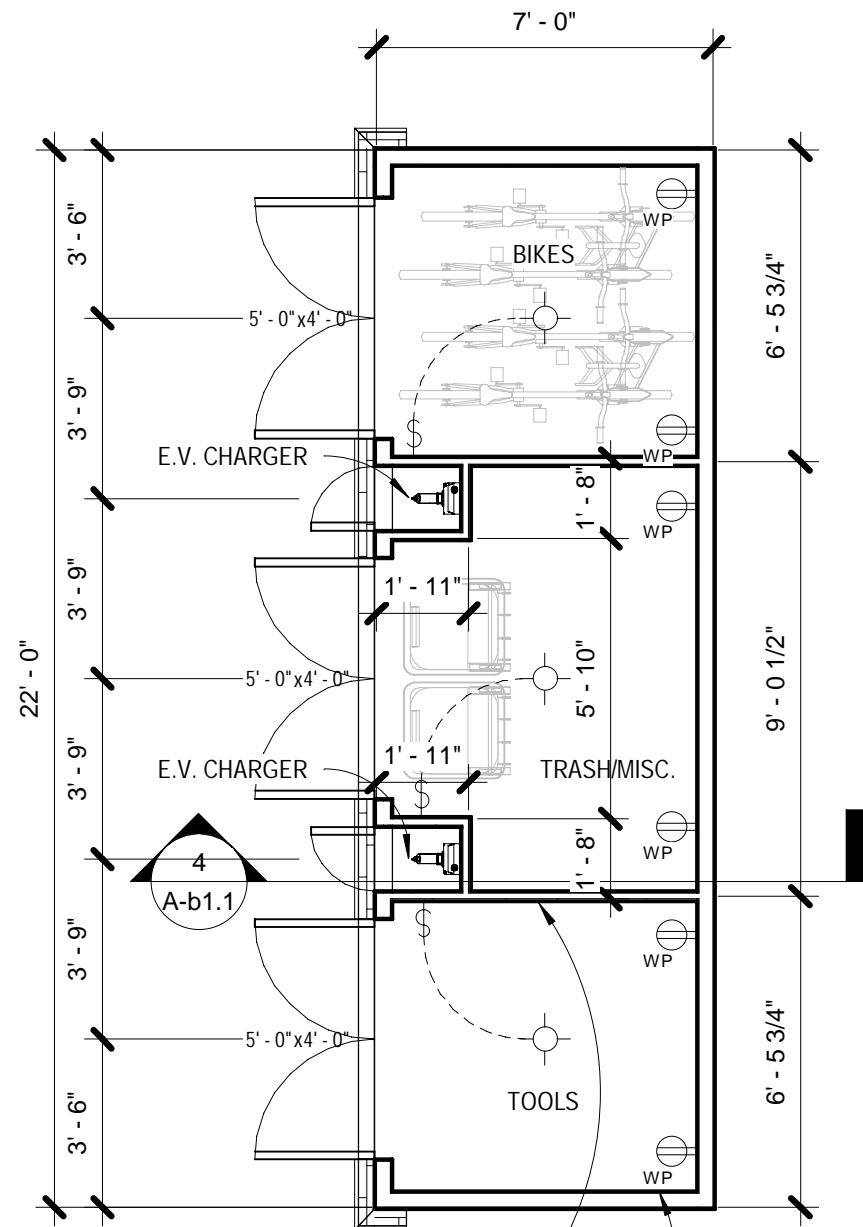 7' - 0"
3' - 6"
3' - 9"
3' - 9"
3' - 9"
3' - 9"
3' - 6"
22' - 0"
6' - 5 3/4"
9' - 0 1/2"
6' - 5 3/4"
WP
BIKES
5' - 0"x4' - 0"
S
WP
E.V. CHARGER
1' - 8"
WP
1' - 11"
5' - 0"x4' - 0"
5' - 10"
1' - 11"
E.V. CHARGER
TRASH/MISC.
S
WP
1' - 8"
4
A-b1.1
S
WP
5' - 0"x4' - 0"
TOOLS
WP